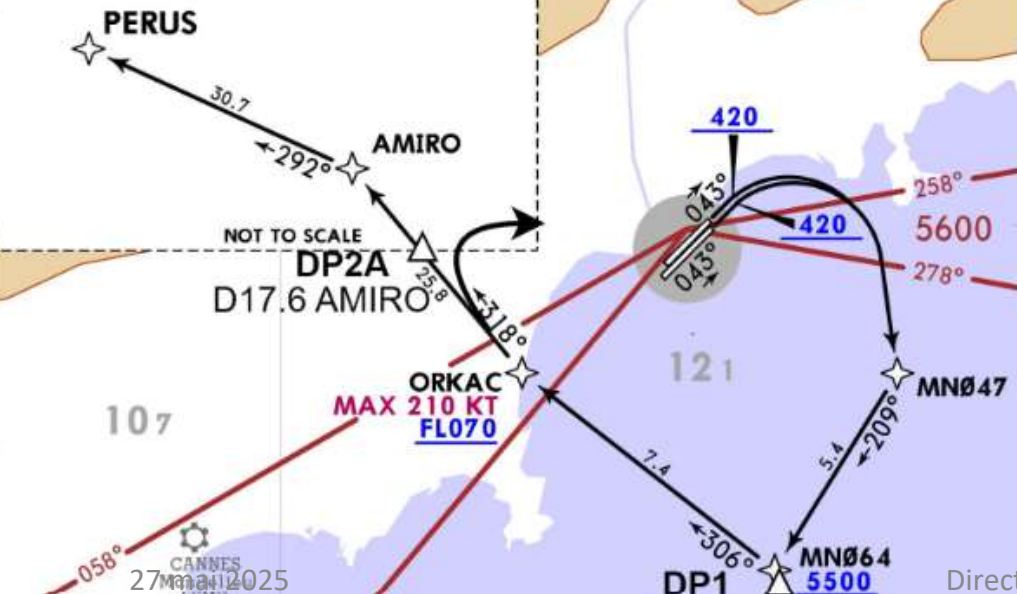 PERUS
30.7
←292°
AMIRO
NOT TO SCALE
DP2A
D17.6 AMIRO
25.8
←318°
ORKAC
MAX 210 KT
FL070
107
420
420
043°
043°
258°
5600
278°
121
MNØ47
←209°
5.4
7.4
←306°
MNØ64
DP1
5500
058°
CANNES
27 mai 2025
Direct